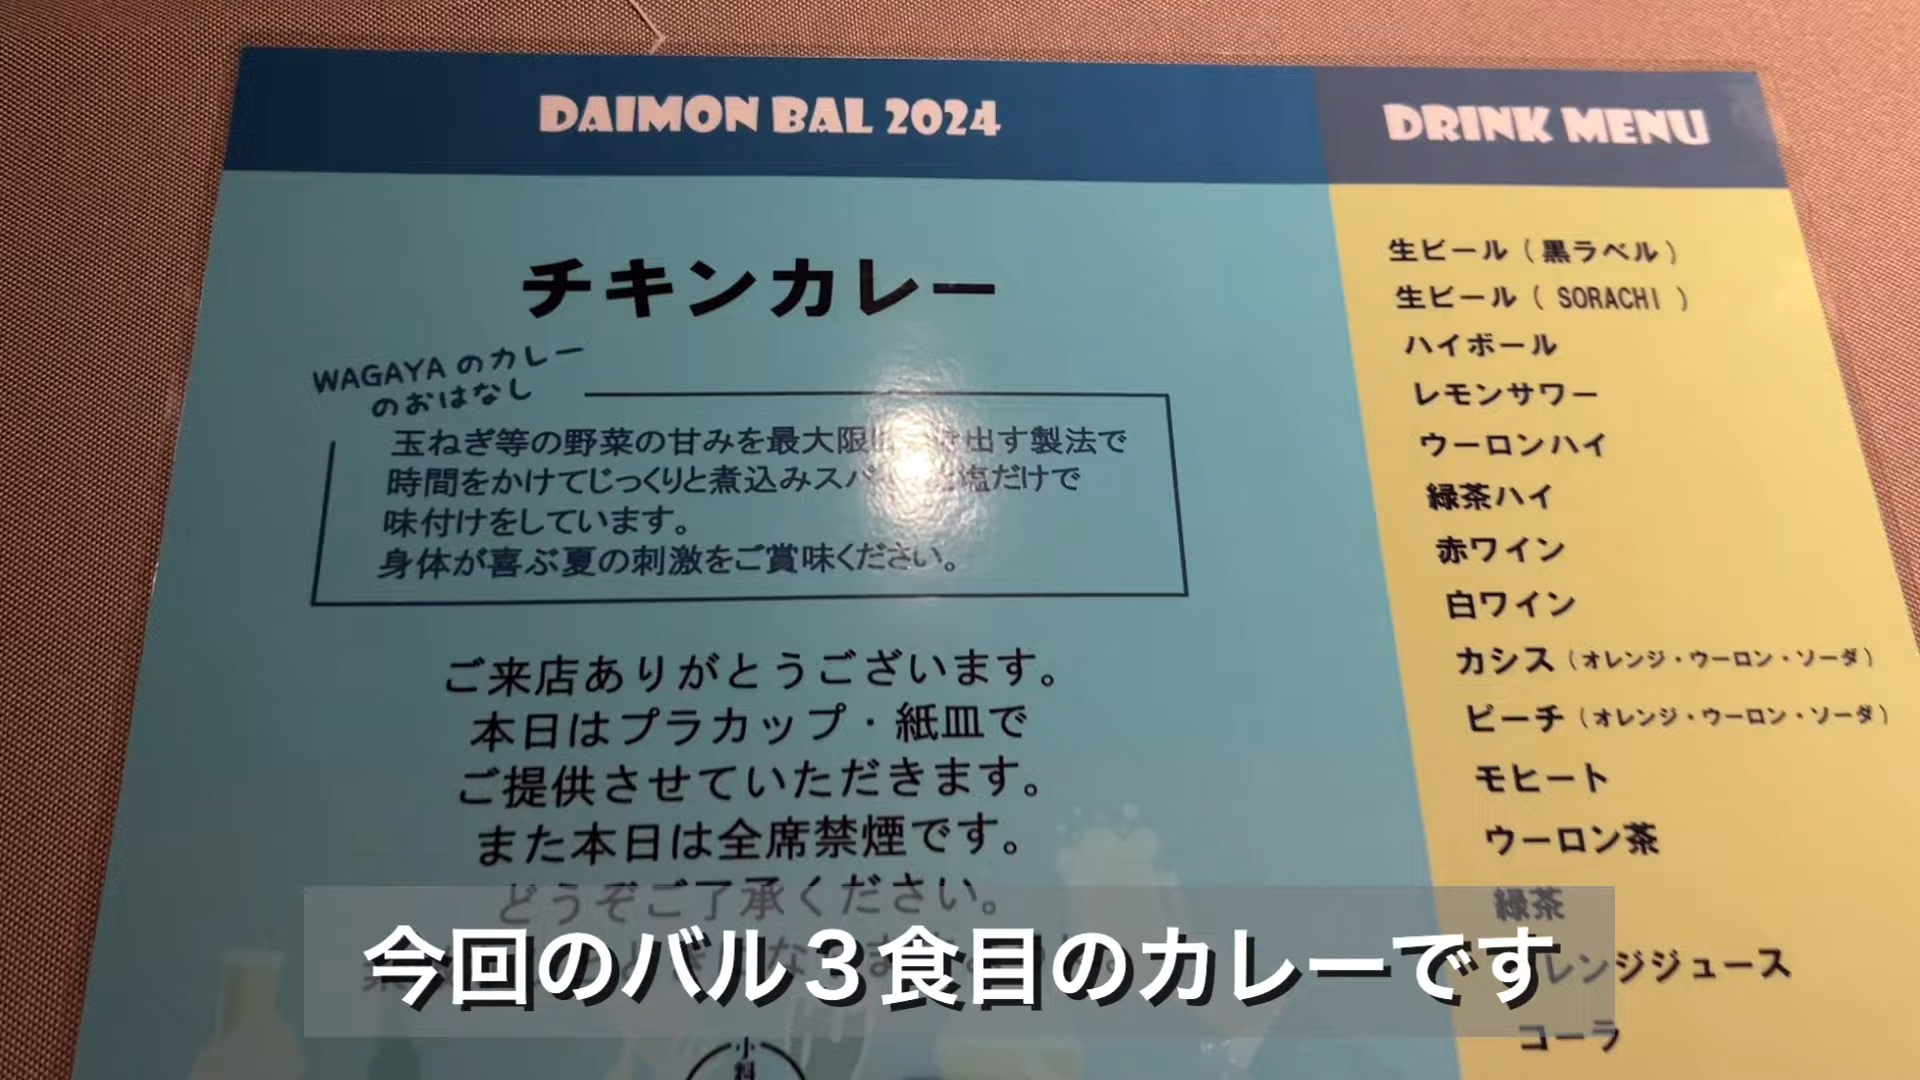 DAIMON BAL 2024
チキンカレー
WAGAYA のカレー
のおはなし
玉ねぎ等の野菜の甘みを最大限 出す製法で
時間をかけてじっくりと煮込みスパ 塩だけで
味付けをしています。
身体が喜ぶ夏の刺激をご賞味ください。
ご来店ありがとうございます。
本日はプラカップ・紙皿で
ご提供させていただきます。
また本日は全席禁煙です。
どうぞご了承ください。
小料
DRINK MENU
生ビール（黒ラベル）
生ビール（ SORACHI ）
ハイボール
レモンサワー
ウーロンハイ
緑茶ハイ
赤ワイン
白ワイン
カシス（オレンジ・ウーロン・ソーダ）
ピーチ（オレンジ・ウーロン・ソーダ）
モヒート
ウーロン茶
緑茶
レンジジュース
コーラ
今回のバル３食目のカレーです